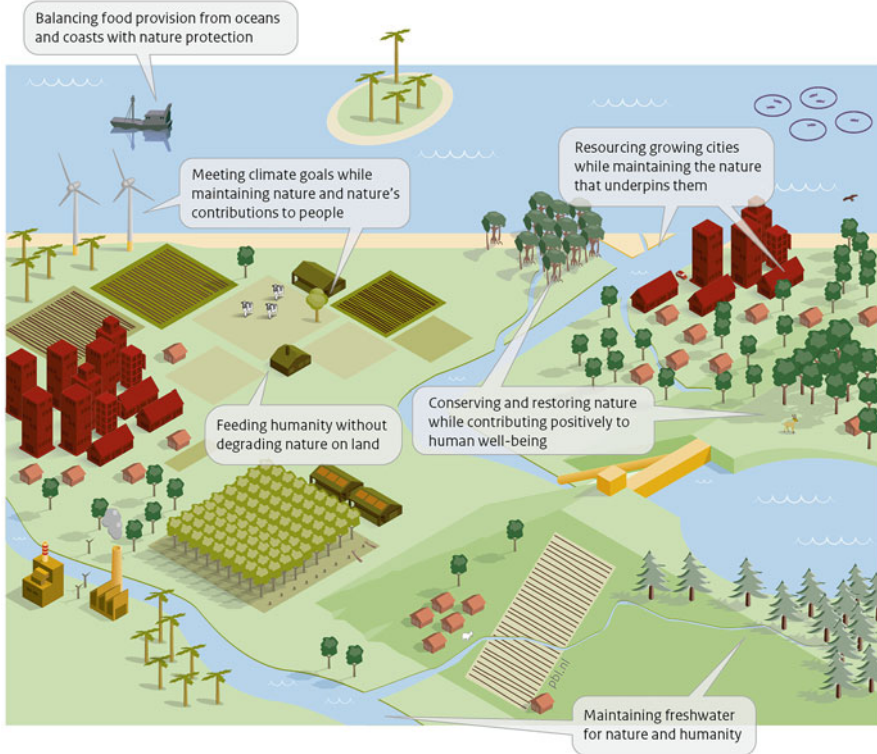 Balancing food provision from oceans
and coasts with nature protection
Meeting climate goals while
maintaining nature and nature's
contributions to people
Resourcing growing cities
while maintaining the nature
that underpins them
Feeding humanity without
degrading nature on land
Conserving and restoring nature
while contributing positively to
human well-being
pbl.nl
Maintaining freshwater
for nature and humanity